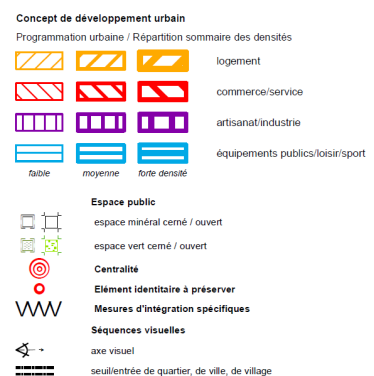 Concept de développement urbain
Programmation urbaine / Répartition sommaire des densités
logement
commerce/service
artisanat/industrie
équipements publics/loisir/sport
faible moyenne forte densité
Espace public
espace minéral cerné / ouvert
espace vert cerné / ouvert
Centralité
Elément identitaire à préserver
Mesures d'intégration spécifiques
Séquences visuelles
axe visuel
seuil/entrée de quartier, de ville, de village